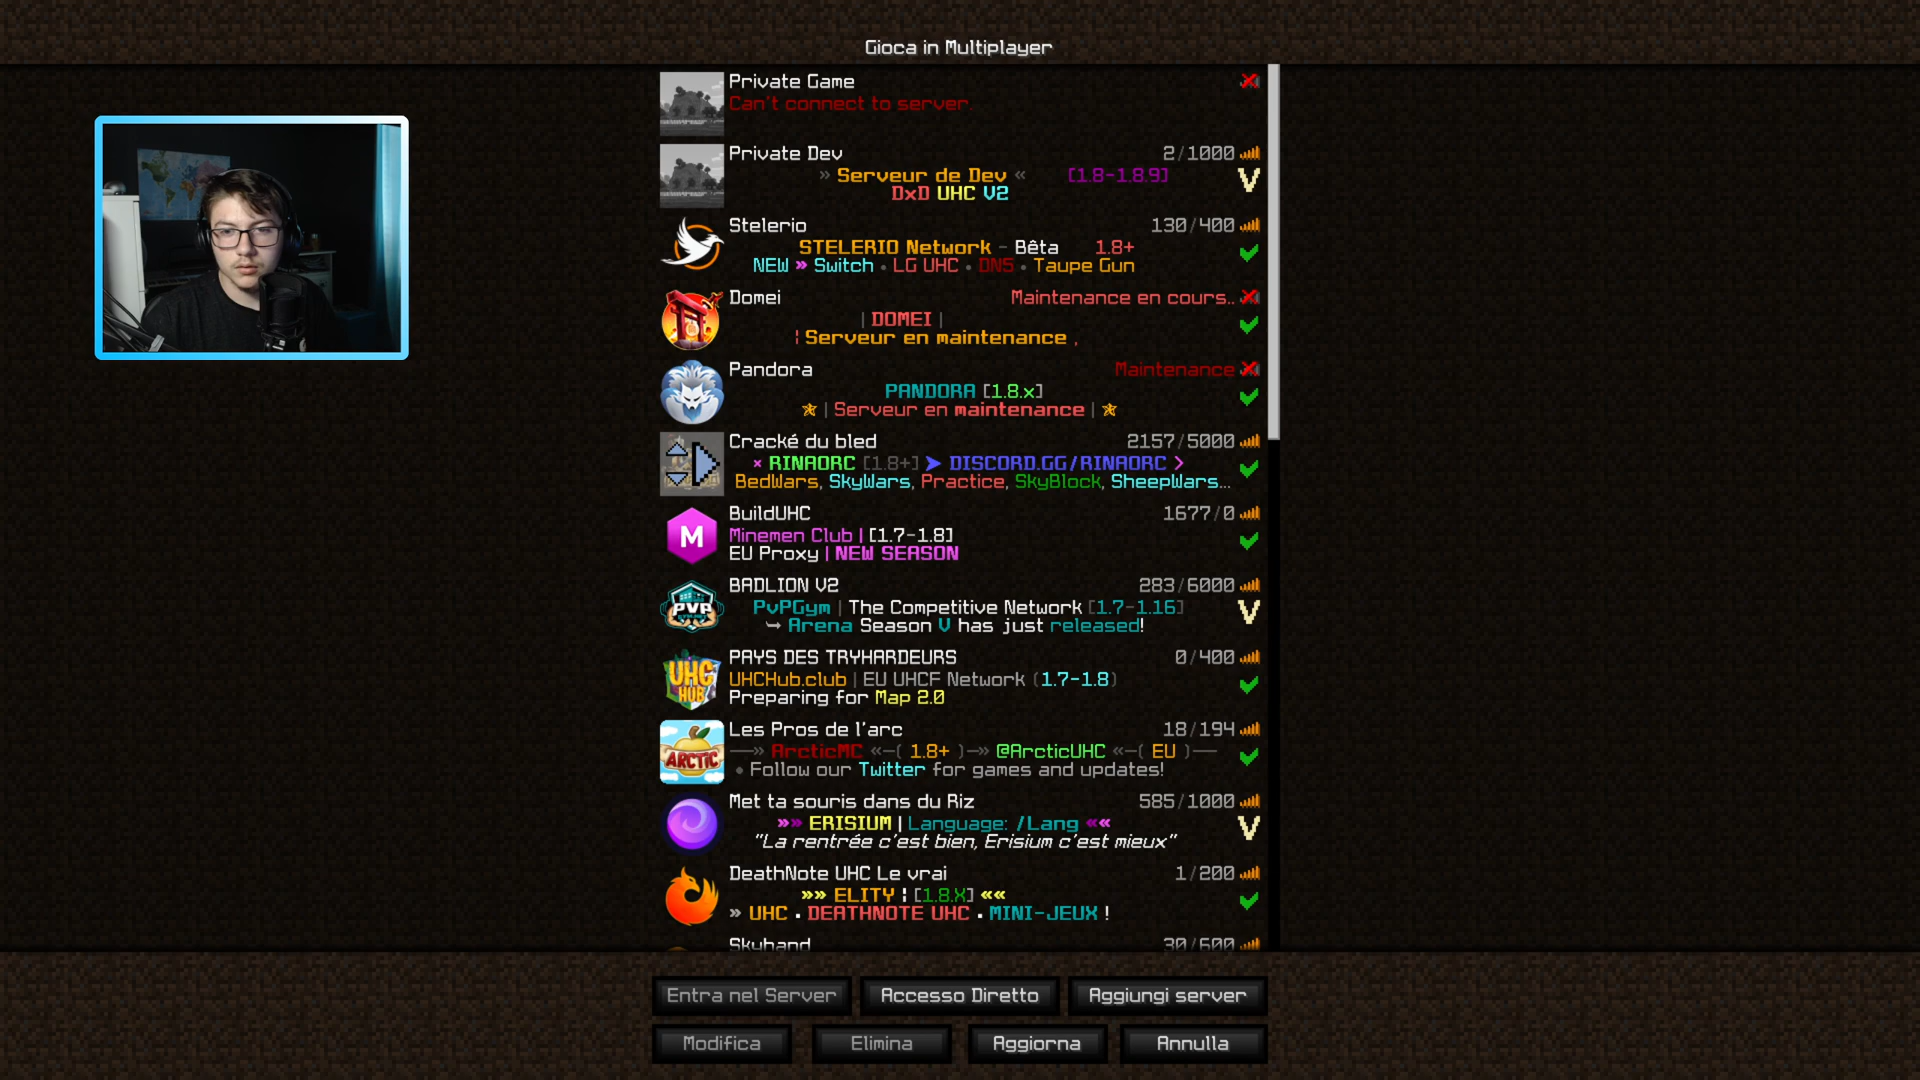 Gioca in Multiplayer
Private Game
Can't connect to server.
Private Dev 2/1000
» Serveur de Dev « [1.8-1.8.9]
DxD UHC V2
Stelerio 130/400
STELERIO Network - Bêta 1.8+
NEW » Switch • LG UHC • DNS • Taupe Gun
Domei Maintenance en cours..
| DOMEI |
¦ Serveur en maintenance
Pandora Maintenance
PANDORA [1.8.x]
| Serveur en maintenance |
Cracké du bled 2157/5000
× RINAORC [1.8+] ➤ DISCORD.GG/RINAORC
BedWars, SkyWars, Practice, SkyBlock, SheepWars...
BuildUHC 1677/0
M
Minemen Club | [1.7-1.8]
EU Proxy | NEW SEASON
BADLION V2 283/6000
PVP
PvPGym | The Competitive Network [1.7-1.16]
↪ Arena Season V has just released!
PAYS DES TRYHARDEURS 0/400
UHC HUB
UHCHub.club | EU UHCF Network (1.7-1.8)
Preparing for Map 2.0
Les Pros de l'arc 18/194
ARCTIC
—» ArcticMC «—( 1.8+ )—» @ArcticUHC «—( EU )—
• Follow our Twitter for games and updates!
Met ta souris dans du Riz 585/1000
»» ERISIUM | Language: /Lang ««
"La rentrée c'est bien, Erisium c'est mieux"
DeathNote UHC Le vrai 1/200
»» ELITY ¦ [1.8.X] ««
» UHC • DEATHNOTE UHC • MINI-JEUX !
Skyhand 30/600
Entra nel Server Accesso Diretto Aggiungi server
Modifica Elimina Aggiorna Annulla